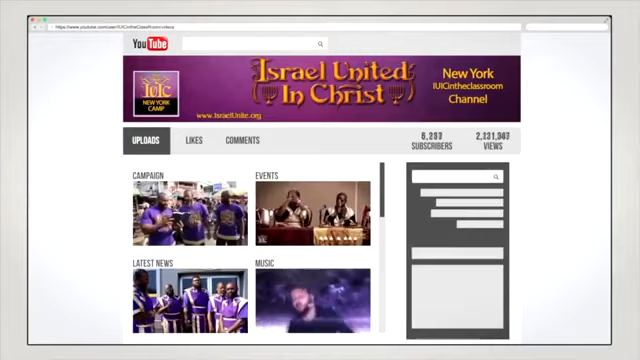 https://www.youtube.com/user/IUICintheClassRoom/videos
YouTube
IUIC
NEW YORK
CAMP
Israel United
In Christ
www.IsraelUnite.org
New York
IUICintheclassroom
Channel
UPLOADS
LIKES
COMMENTS
SUBSCRIBERS
VIEWS
CAMPAIGN
EVENTS
LATEST NEWS
MUSIC